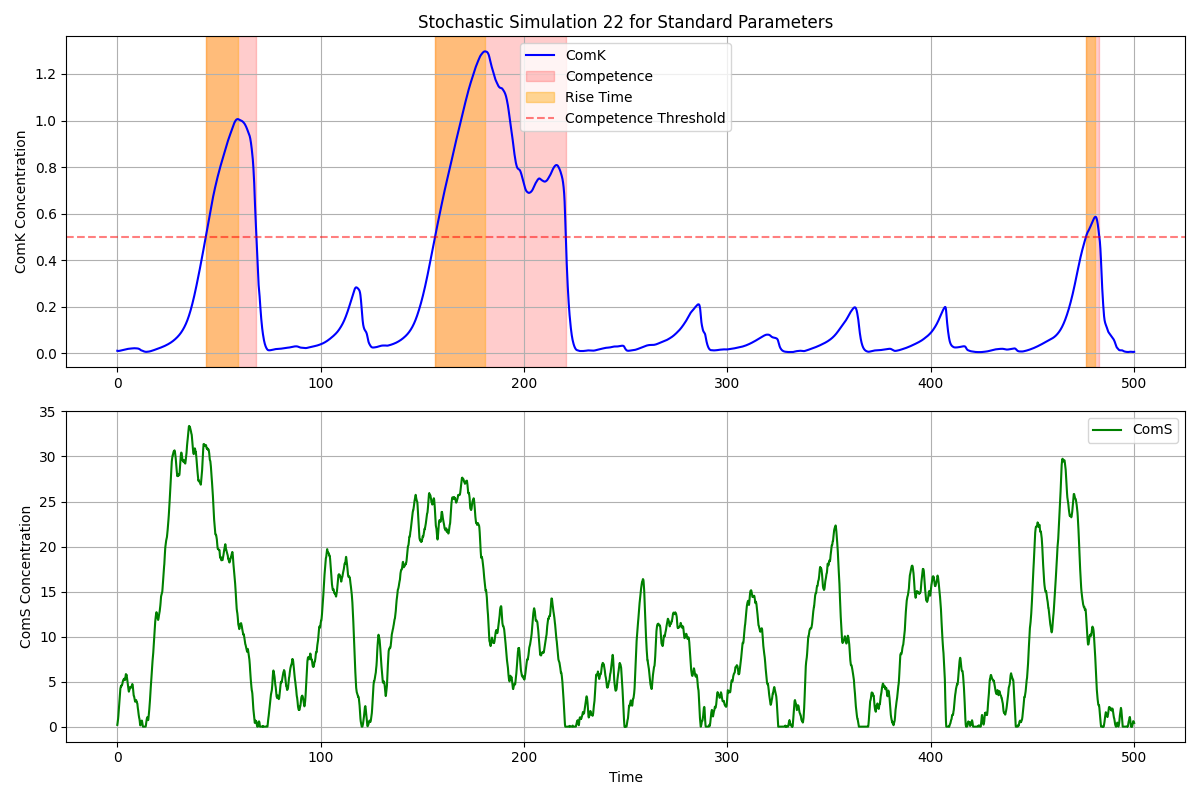 Stochastic Simulation 22 for Standard Parameters
ComK
Competence
Rise Time
Competence Threshold
ComK Concentration
1.2
1.0
0.8
0.6
0.4
0.2
0.0
0 100 200 300 400 500
ComS
ComS Concentration
35
30
25
20
15
10
5
0
0 100 200 300 400 500
Time